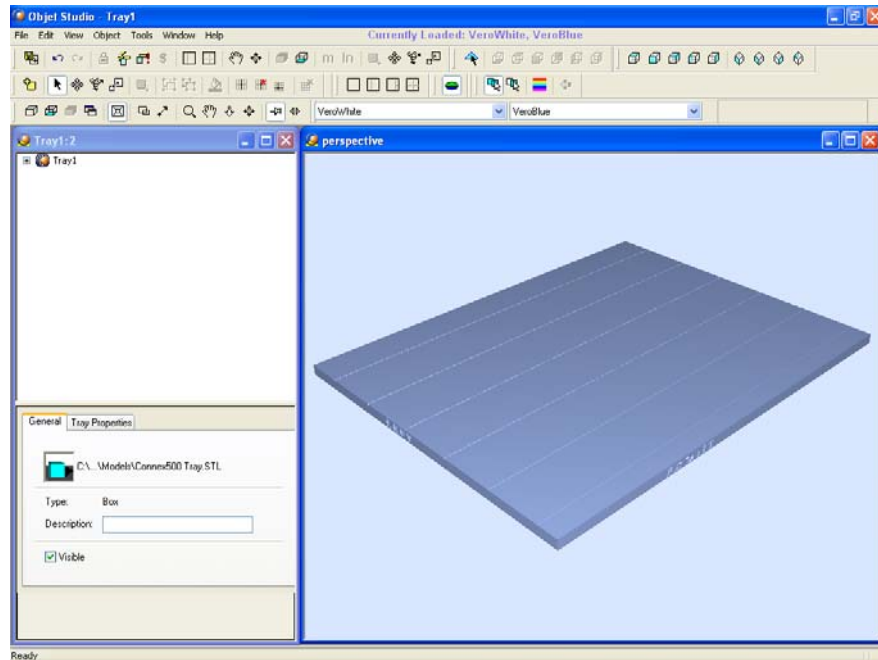 Objet Studio - Tray1
File Edit View Object Tools Window Help
Currently Loaded: VeroWhite, VeroBlue
VeroWhite
VeroBlue
Tray1:2
Tray1
General Tray Properties
C:\...\Models\Connex500 Tray.STL
Type: Box
Description:
Visible
perspective
Ready